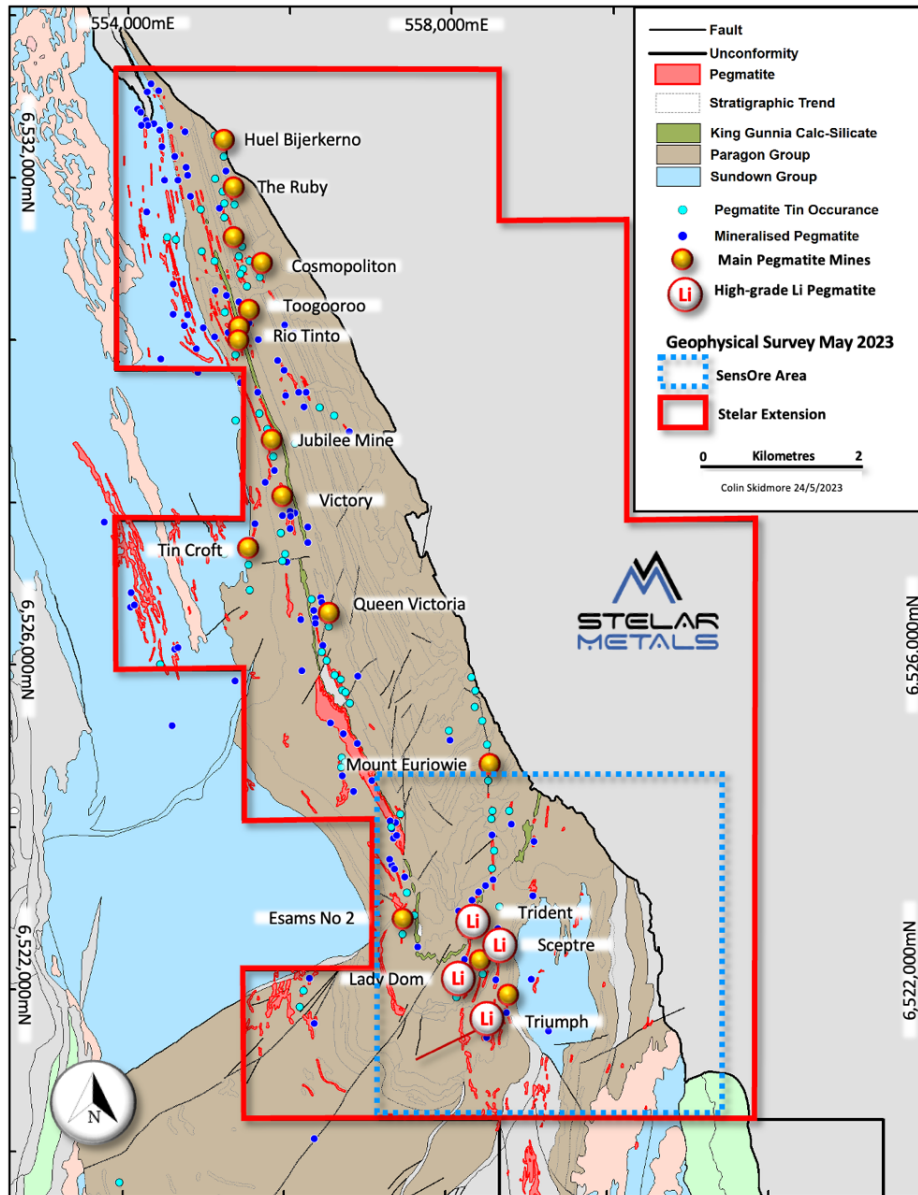 554,000mE
558,000mE
6,532,000mN
Fault
Unconformity
Pegmatite
Stratigraphic Trend
King Gunnia Calc-Silicate
Paragon Group
Sundown Group
Pegmatite Tin Occurance
Mineralised Pegmatite
Main Pegmatite Mines
Li High-grade Li Pegmatite
Geophysical Survey May 2023
SensOre Area
Stelar Extension
0 Kilometres 2
Colin Skidmore 24/5/2023
Huel Bijerkerno
The Ruby
Cosmopoliton
Toogooroo
Rio Tinto
Jubilee Mine
Victory
Tin Croft
Queen Victoria
STELAR
METALS
6,526,000mN
6,526,000mN
Mount Euriowie
Esams No 2
Li Trident
Li Sceptre
Lady Dom Li
Li Triumph
6,522,000mN
6,522,000mN
N